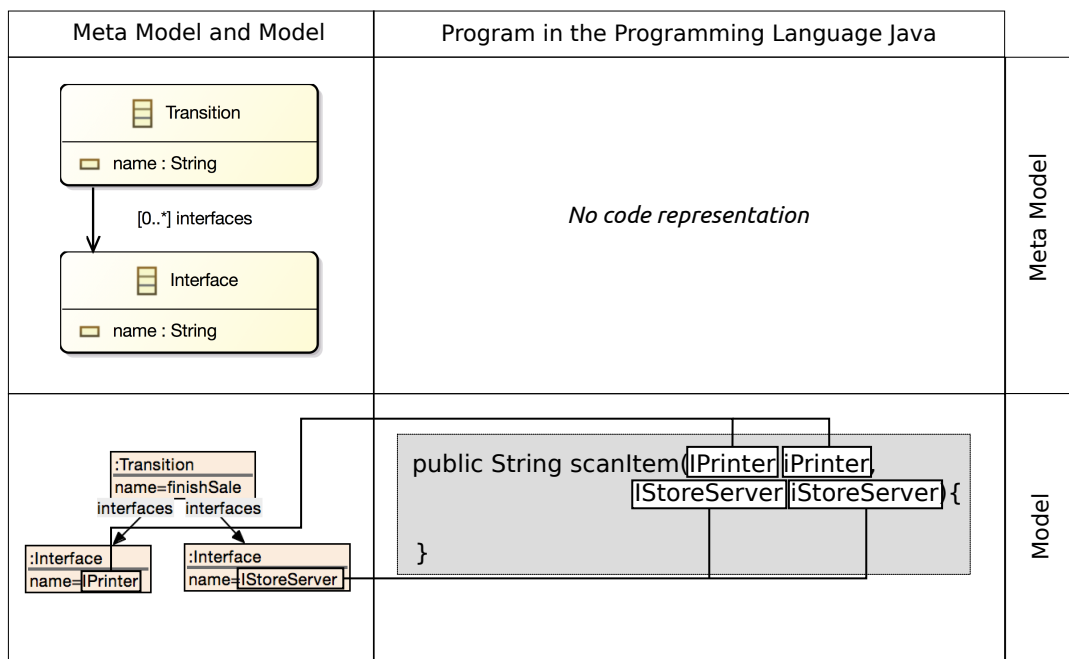 Meta Model and Model
Program in the Programming Language Java
Transition
name : String
[0..*] interfaces
Interface
name : String
No code representation
Meta Model
:Transition
name=finishSale
interfaces interfaces
:Interface
name=IPrinter
:Interface
name=IStoreServer
public String scanItem(IPrinter iPrinter,
IStoreServer iStoreServer){
}
Model